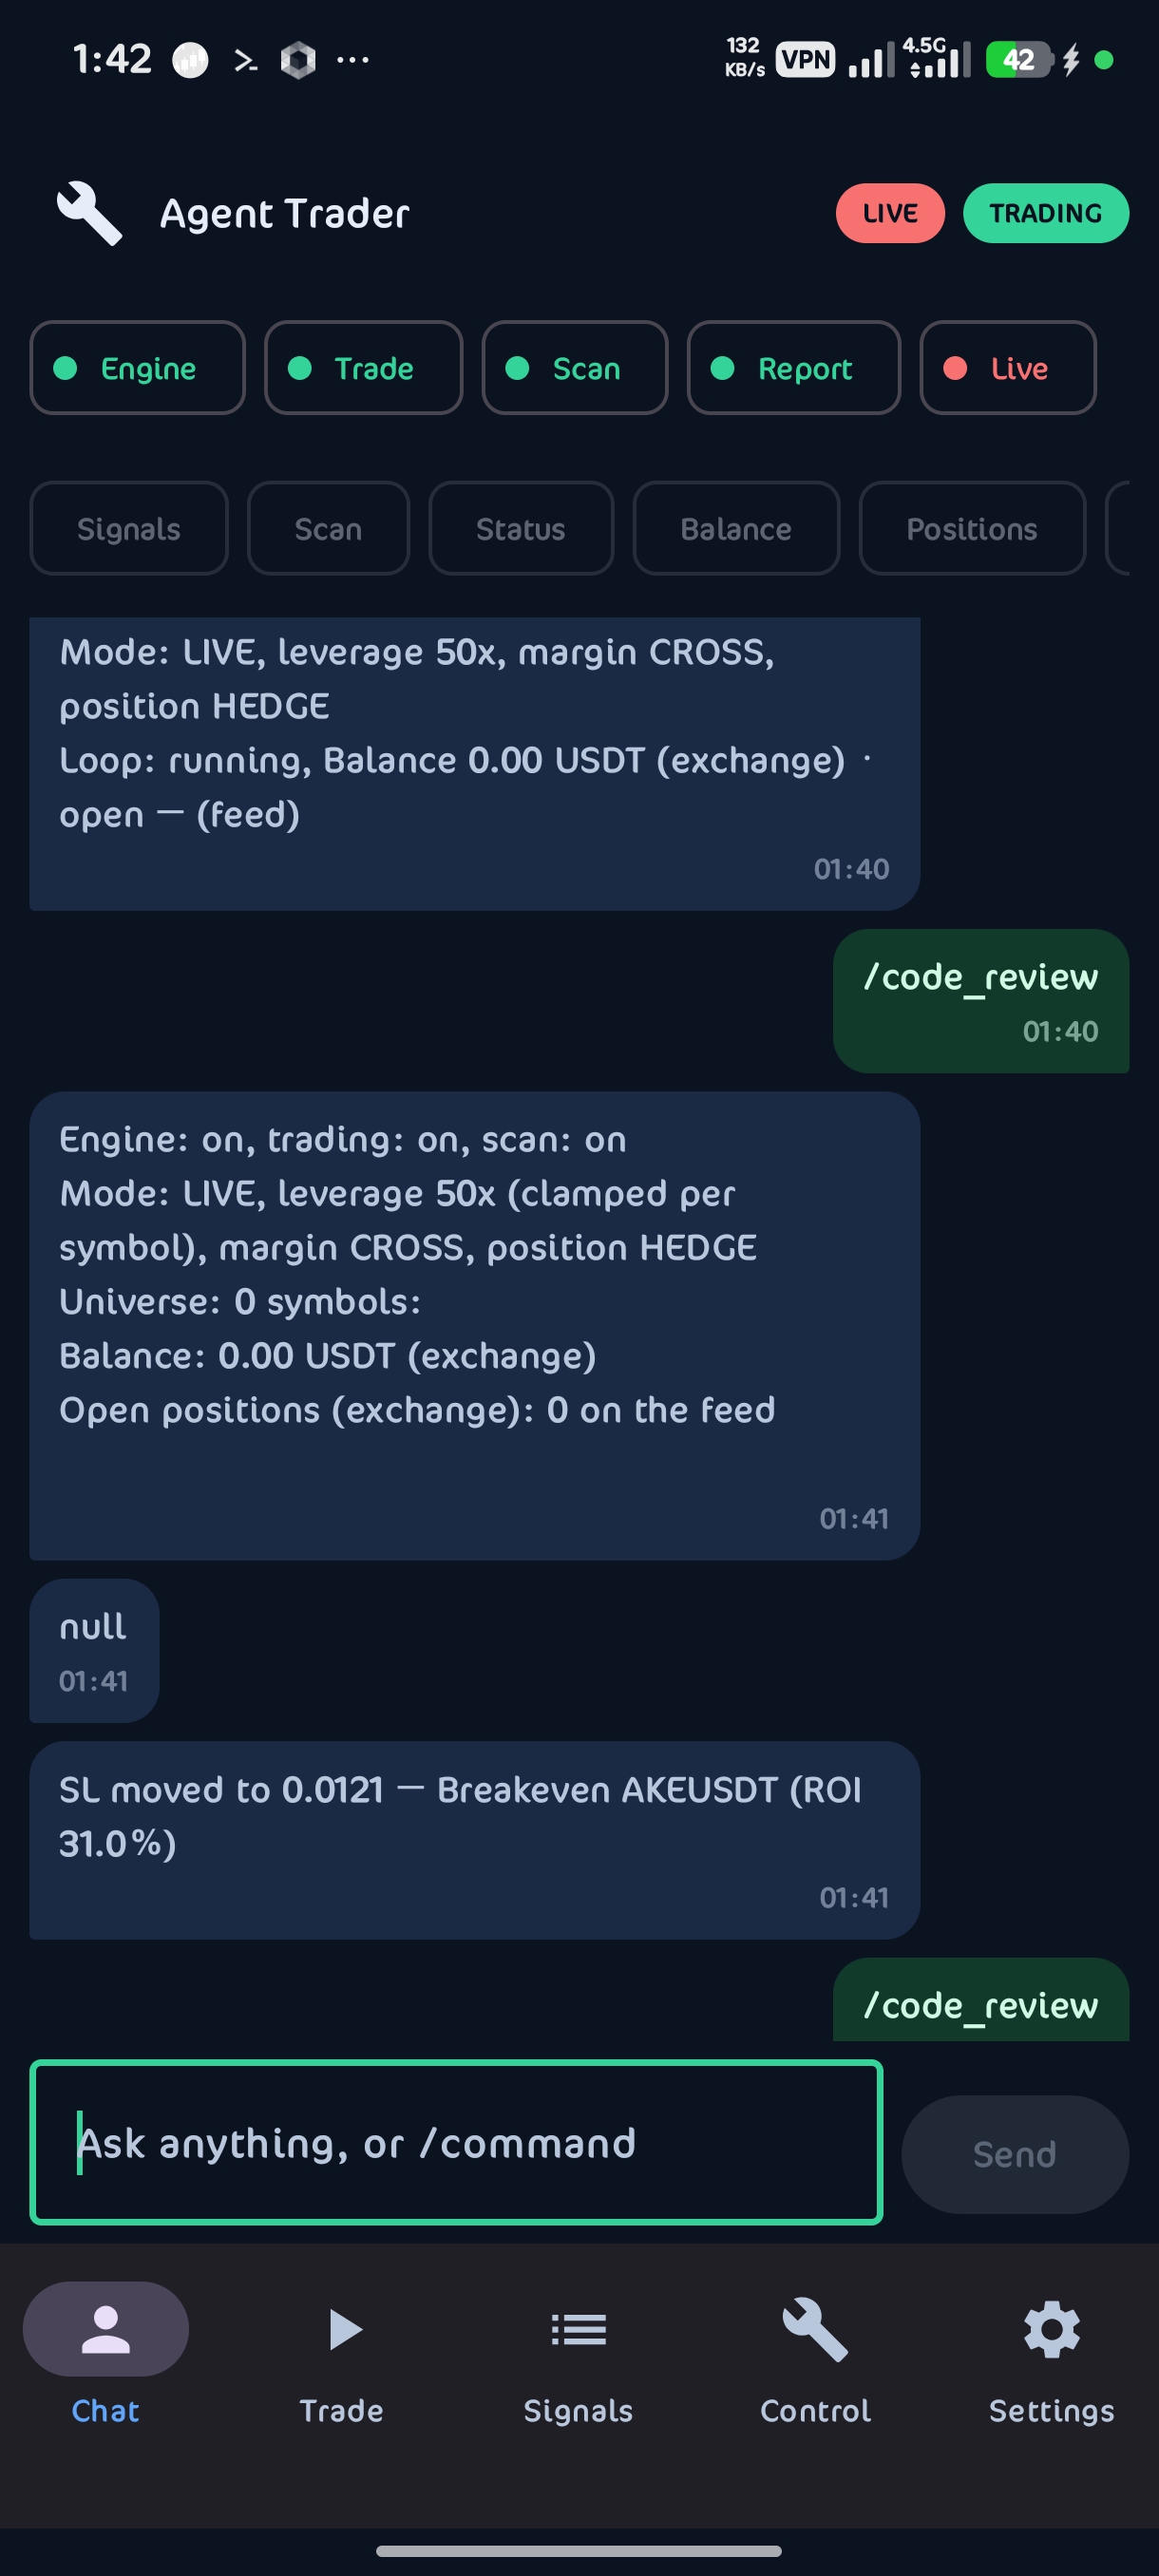 1:42
132
KB/s
VPN
4.5G
42
Agent Trader
LIVE
TRADING
Engine
Trade
Scan
Report
Live
Signals
Scan
Status
Balance
Positions
Mode: LIVE, leverage 50x, margin CROSS,
position HEDGE
Loop: running, Balance 0.00 USDT (exchange) ·
open — (feed)
01:40
/code_review
01:40
Engine: on, trading: on, scan: on
Mode: LIVE, leverage 50x (clamped per
symbol), margin CROSS, position HEDGE
Universe: 0 symbols:
Balance: 0.00 USDT (exchange)
Open positions (exchange): 0 on the feed
01:41
null
01:41
SL moved to 0.0121 — Breakeven AKEUSDT (ROI
31.0%)
01:41
/code_review
Ask anything, or /command
Send
Chat
Trade
Signals
Control
Settings